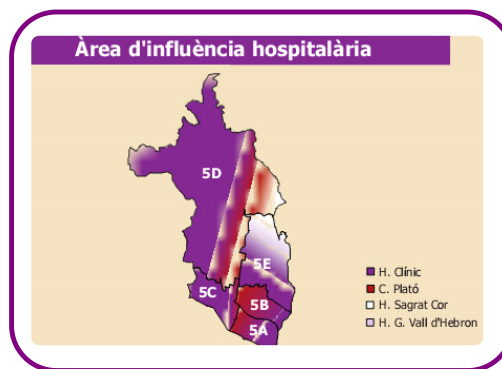 Àrea d'influència hospitalària
5D
5E
5C
5B
5A
H. Clínic
C. Plató
H. Sagrat Cor
H. G. Vall d'Hebron